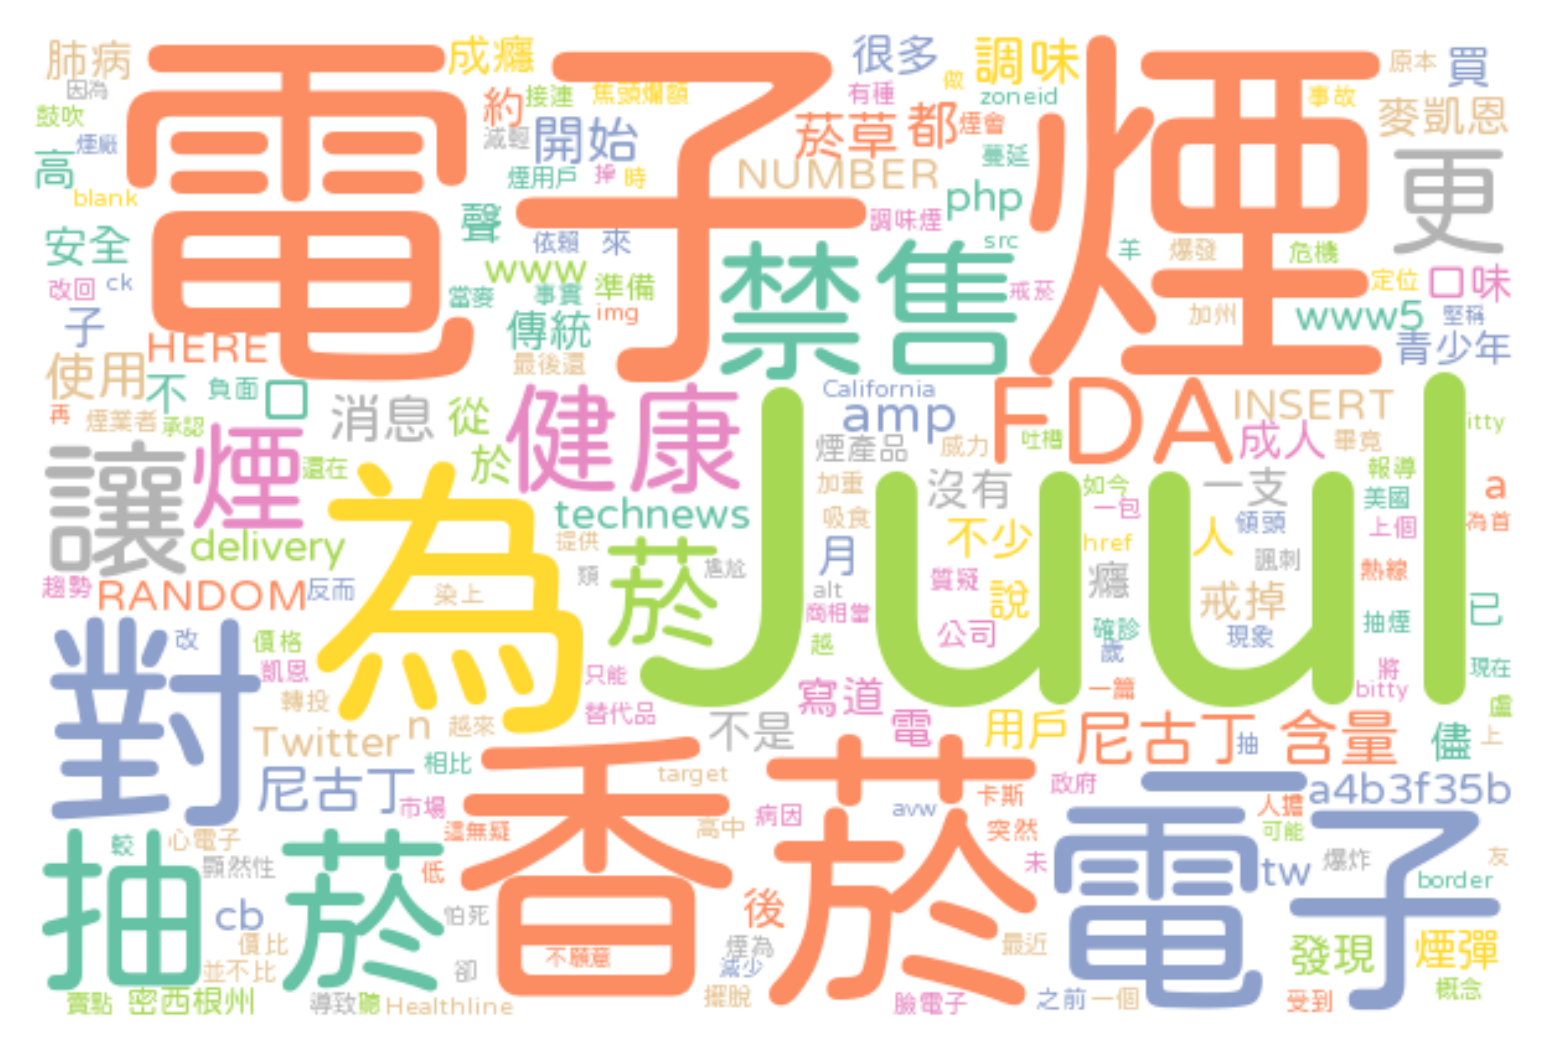 肺病
因為
鼓吹
煙廠
高
blank
安全
改回
ck
子
HERE
使用
不
負面
口
再
煙業者
承認
電子煙
成癮
約
接連
焦頭爛額
減輕
開始
煙用戶
掉
時
聲
依賴
來
www
當麥
事實
準備
img
傳統
最後還
很多
有種
做
調味
zoneid
菸草
都
煙會
蔓延
NUMBER
php
調味煙
src
禁售
戒菸
原本
買
事故
麥凱恩
更
羊
爆發
危機
定位
口味
加州
www5
堅稱
青少年
消息
從
健康
讓
煙
還在
於
delivery
technews
趨勢
RANDOM
反而
為
染上
提供
類
菸
尷尬
California
amp
FDA
INSERT
煙產品
威力
吐槽
成人
畢竟
itty
加重
沒有
如今
一支
報導
美國
a
一包
上個
為首
吸食
不少
href
人
領頭
月
質疑
諷刺
熱線
alt
說
癮
戒掉
商相當
已
抽煙
公司
確診
歲
現象
越
Juul
將
現在
bitty
一篇
盧
對
改
價格
凱恩
轉投
只能
替代品
Twitter
n
越來
寫道
不是
電
用戶
尼古丁
抽
含量
儘
上
尼古丁
相比
市場
target
政府
a4b3f35b
香菸
病因
avw
卡斯
人擔
可能
較
心電子
這無疑
高中
突然
顯然性
低
未
電子
tw
爆炸
友
border
抽菸
cb
怕死
後
價比
並不比
卻
不願意
煙為
減少
最近
發現
煙彈
賣點
密西根州
導致
聽
Healthline
擺脫
臉電子
之前
一個
受到
概念